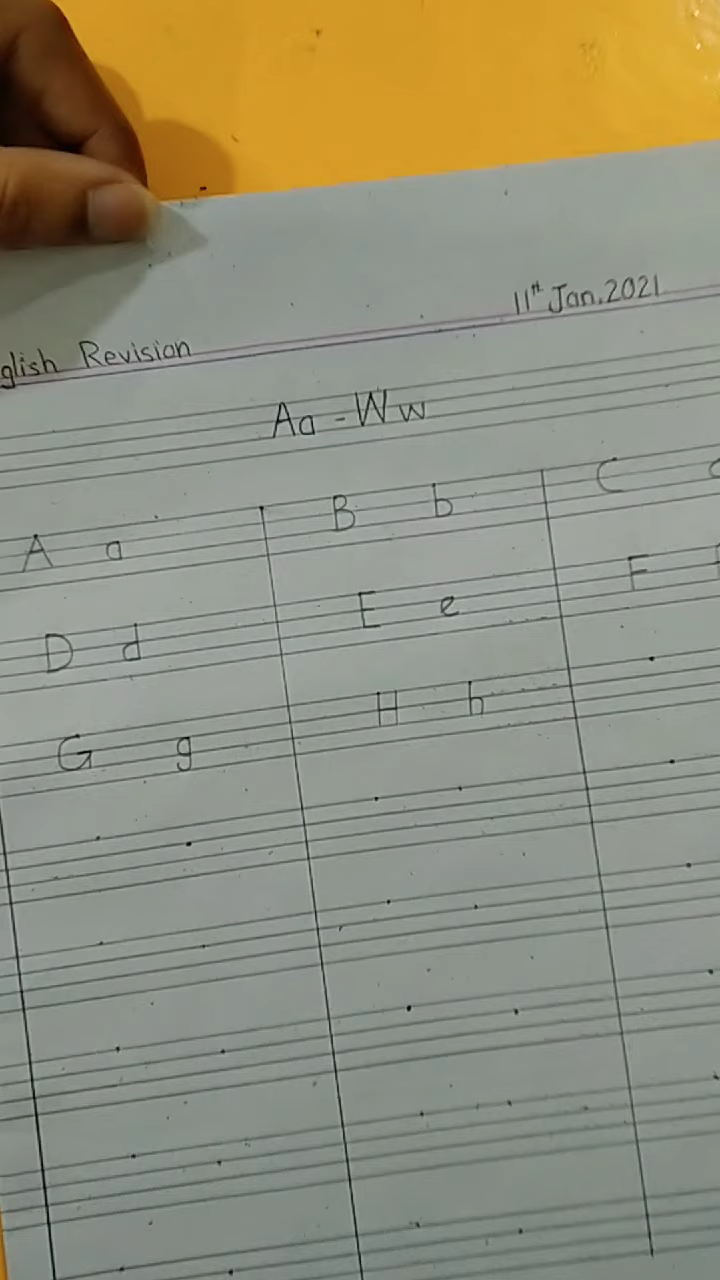 11th Jan. 2021
glish Revision
Aa - Ww
A a B b C
D d E e F
G g H h